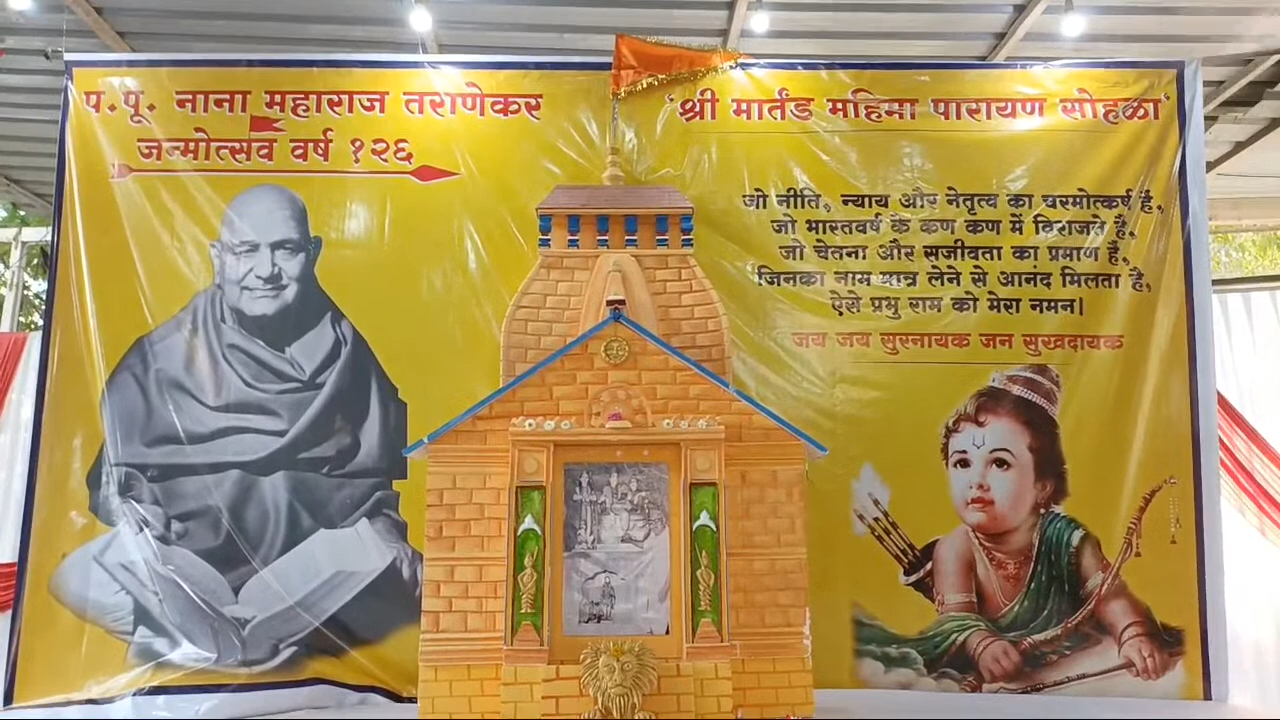 प.पू. नाना महाराज तराणेकर
जन्मोत्सव वर्ष १२६
'श्री मार्तंड महिमा पारायण सोहळा'
जो नीति, न्याय और नेतृत्व का चरमोत्कर्ष है,
जो भारतवर्ष के कण कण में विराजते है,
जो चेतना और सजीवता का प्रमाण है,
जिनका नाम मात्र लेने से आनंद मिलता है,
ऐसे प्रभु राम को मेरा नमन।
जय जय सुरनायक जन सुखदायक